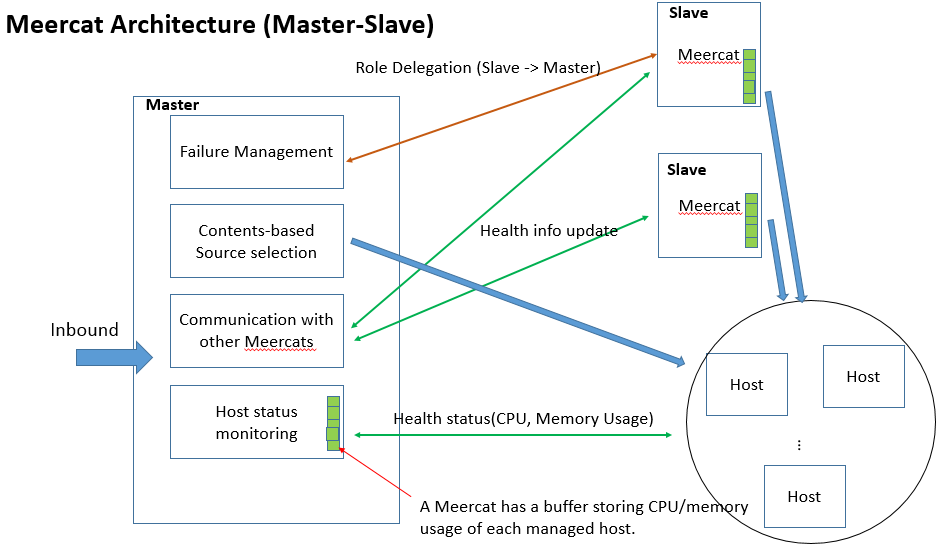 Meercat Architecture (Master-Slave)
Slave
Meercat
Role Delegation (Slave -> Master)
Master
Failure Management
Slave
Meercat
Contents-based
Source selection
Health info update
Communication with
other Meercats
Inbound
Host status
monitoring
Health status(CPU, Memory Usage)
Host
Host
...
Host
A Meercat has a buffer storing CPU/memory
usage of each managed host.